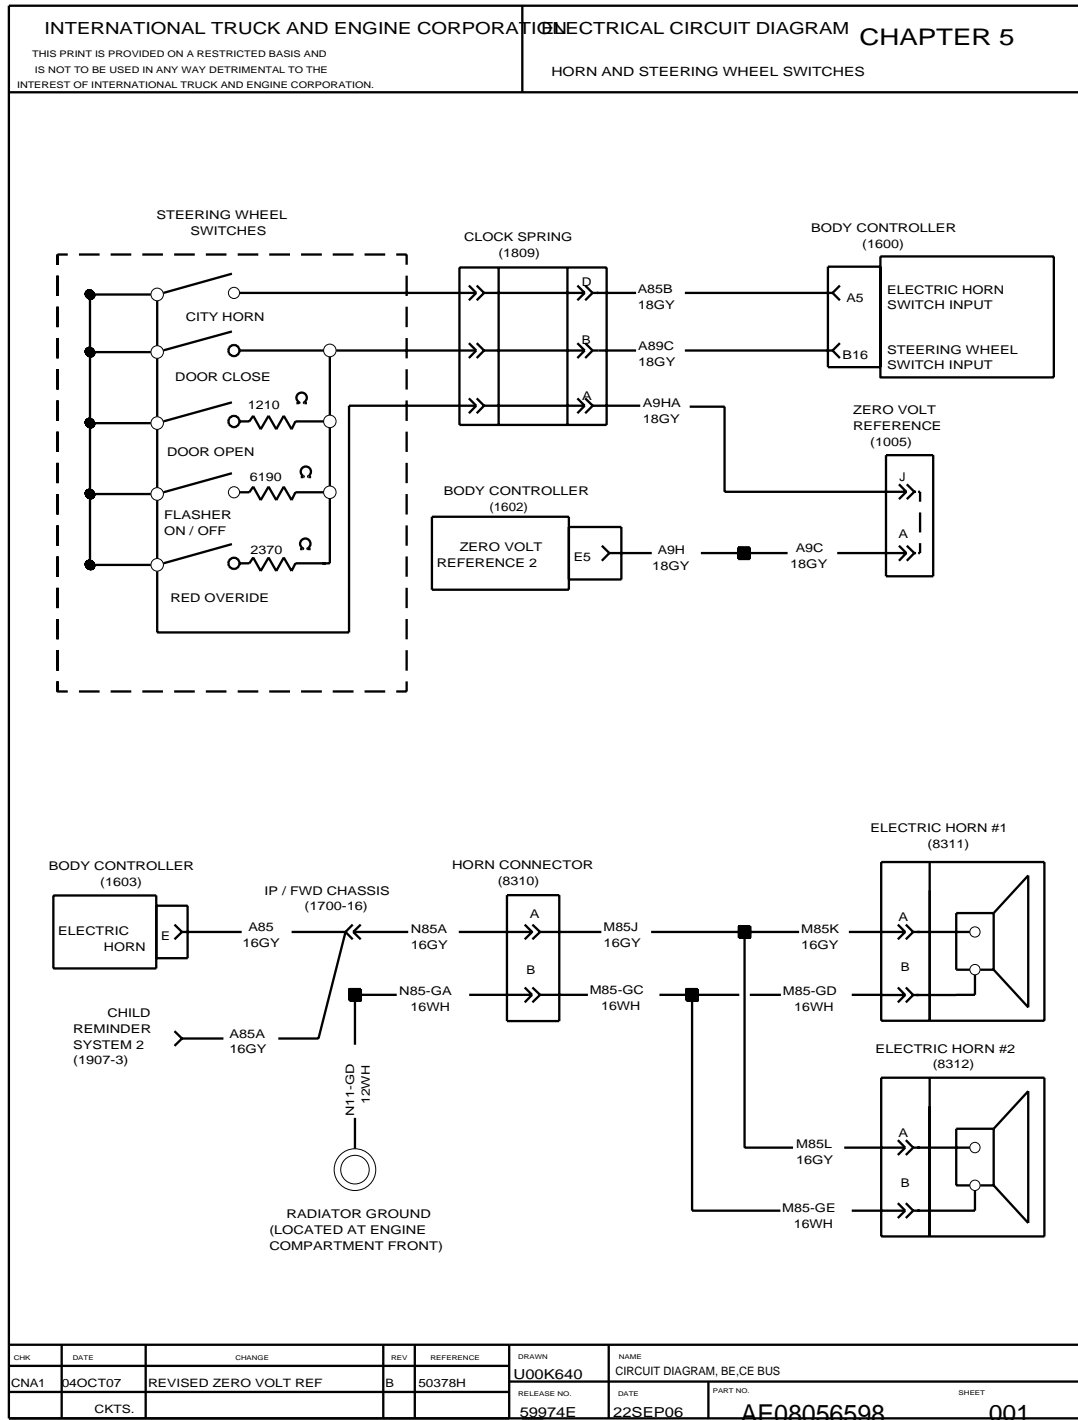 INTERNATIONAL TRUCK AND ENGINE CORPORATION
THIS PRINT IS PROVIDED ON A RESTRICTED BASIS AND
IS NOT TO BE USED IN ANY WAY DETRIMENTAL TO THE
INTEREST OF INTERNATIONAL TRUCK AND ENGINE CORPORATION.
ELECTRICAL CIRCUIT DIAGRAM
CHAPTER 5
HORN AND STEERING WHEEL SWITCHES
STEERING WHEEL
SWITCHES
CITY HORN
DOOR CLOSE
1210 Ω
DOOR OPEN
6190 Ω
FLASHER
ON / OFF
2370 Ω
RED OVERIDE
CLOCK SPRING
(1809)
D
B
A
A85B
18GY
A89C
18GY
A9HA
18GY
BODY CONTROLLER
(1600)
A5
ELECTRIC HORN
SWITCH INPUT
B16
STEERING WHEEL
SWITCH INPUT
ZERO VOLT
REFERENCE
(1005)
J
A
BODY CONTROLLER
(1602)
ZERO VOLT
REFERENCE 2
E5
A9H
18GY
A9C
18GY
BODY CONTROLLER
(1603)
ELECTRIC
HORN
E
A85
16GY
IP / FWD CHASSIS
(1700-16)
N85A
16GY
HORN CONNECTOR
(8310)
A
B
M85J
16GY
M85K
16GY
N85-GA
16WH
M85-GC
16WH
M85-GD
16WH
ELECTRIC HORN #1
(8311)
A
B
CHILD
REMINDER
SYSTEM 2
(1907-3)
A85A
16GY
N11-GD
12WH
RADIATOR GROUND
(LOCATED AT ENGINE
COMPARTMENT FRONT)
ELECTRIC HORN #2
(8312)
A
B
M85L
16GY
M85-GE
16WH
CHK DATE CHANGE REV REFERENCE
CNA1 04OCT07 REVISED ZERO VOLT REF B 50378H
CKTS.
DRAWN
U00K640
NAME
CIRCUIT DIAGRAM, BE,CE BUS
RELEASE NO.
59974E
DATE
22SEP06
PART NO.
AE08056598
SHEET
001